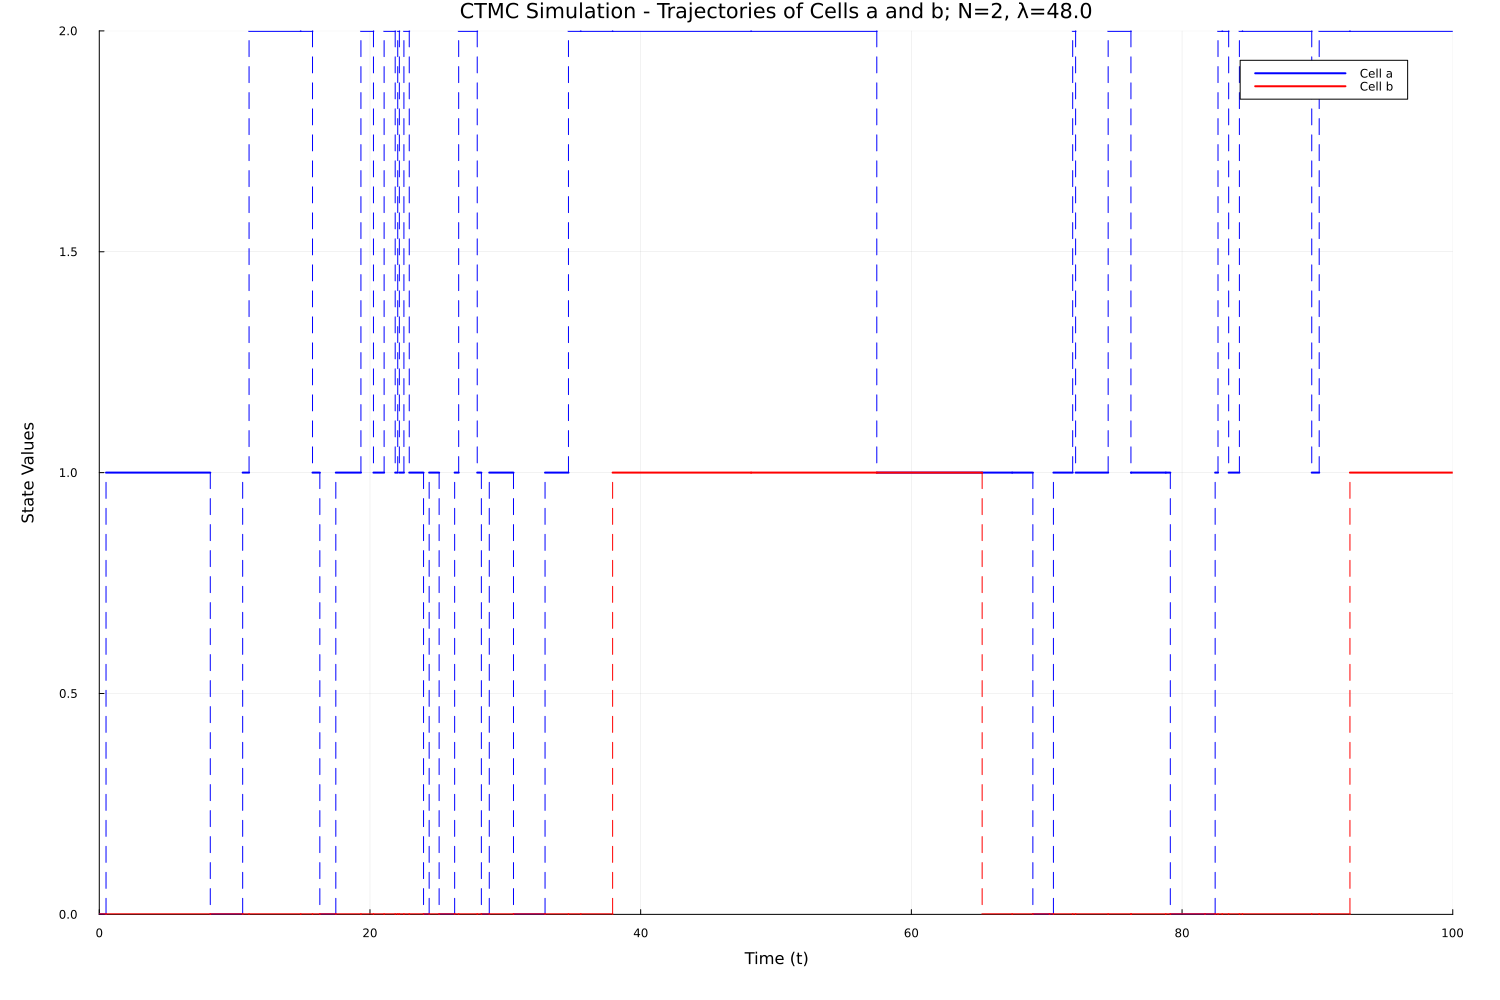 CTMC Simulation - Trajectories of Cells a and b; N=2, λ=48.0
2.0
Cell a
Cell b
1.5
1.0
State Values
0.5
0.0
0 20 40 60 80 100
Time (t)